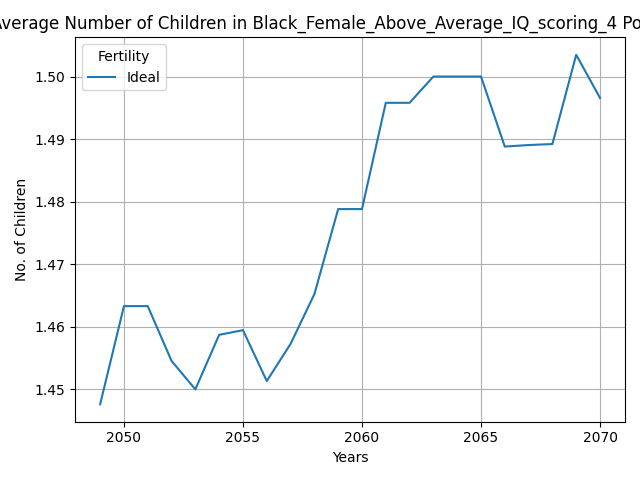 verage Number of Children in Black_Female_Above_Average_IQ_scoring_4 Po
Fertility
Ideal
1.50
1.49
1.48
1.47
1.46
1.45
No. of Children
2050 2055 2060 2065 2070
Years